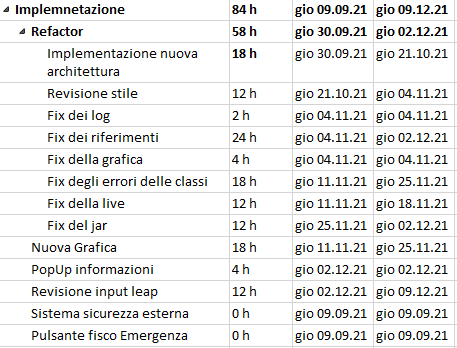 Implemnetazione 84 h gio 09.09.21 gio 09.12.21
Refactor 58 h gio 30.09.21 gio 02.12.21
Implementazione nuova architettura 18 h gio 30.09.21 gio 21.10.21
Revisione stile 12 h gio 21.10.21 gio 04.11.21
Fix dei log 2 h gio 04.11.21 gio 04.11.21
Fix dei riferimenti 24 h gio 04.11.21 gio 02.12.21
Fix della grafica 4 h gio 04.11.21 gio 04.11.21
Fix degli errori delle classi 18 h gio 11.11.21 gio 25.11.21
Fix della live 12 h gio 11.11.21 gio 18.11.21
Fix del jar 12 h gio 25.11.21 gio 02.12.21
Nuova Grafica 18 h gio 11.11.21 gio 25.11.21
PopUp informazioni 4 h gio 02.12.21 gio 02.12.21
Revisione input leap 12 h gio 02.12.21 gio 09.12.21
Sistema sicurezza esterna 0 h gio 09.09.21 gio 09.09.21
Pulsante fisco Emergenza 0 h gio 09.09.21 gio 09.09.21